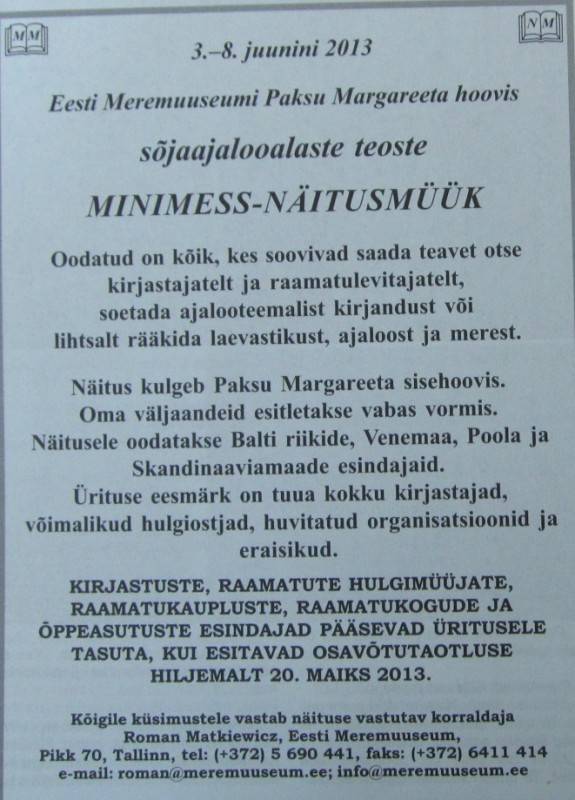 M M
N M
3.–8. juunini 2013
Eesti Meremuuseumi Paksu Margareeta hoovis
sõjaajalooalaste teoste
MINIMESS-NÄITUSMÜÜK
Oodatud on kõik, kes soovivad saada teavet otse
kirjastajatelt ja raamatulevitajatelt,
soetada ajalooteemalist kirjandust või
lihtsalt rääkida laevastikust, ajaloost ja merest.
Näitus kulgeb Paksu Margareeta sisehoovis.
Oma väljaandeid esitletakse vabas vormis.
Näitusele oodatakse Balti riikide, Venemaa, Poola ja
Skandinaaviamaade esindajaid.
Ürituse eesmärk on tuua kokku kirjastajad,
võimalikud hulgiostjad, huvitatud organisatsioonid ja
eraisikud.
KIRJASTUSTE, RAAMATUTE HULGIMÜÜJATE,
RAAMATUKAUPLUSTE, RAAMATUKOGUDE JA
ÕPPEASUTUSTE ESINDAJAD PÄÄSEVAD ÜRITUSELE
TASUTA, KUI ESITAVAD OSAVÕTUTAOTLUSE
HILJEMALT 20. MAIKS 2013.
Kõigile küsimustele vastab näituse vastutav korraldaja
Roman Matkiewicz, Eesti Meremuuseum,
Pikk 70, Tallinn, tel: (+372) 5 690 441, faks: (+372) 6411 414
e-mail: roman@meremuuseum.ee; info@meremuuseum.ee